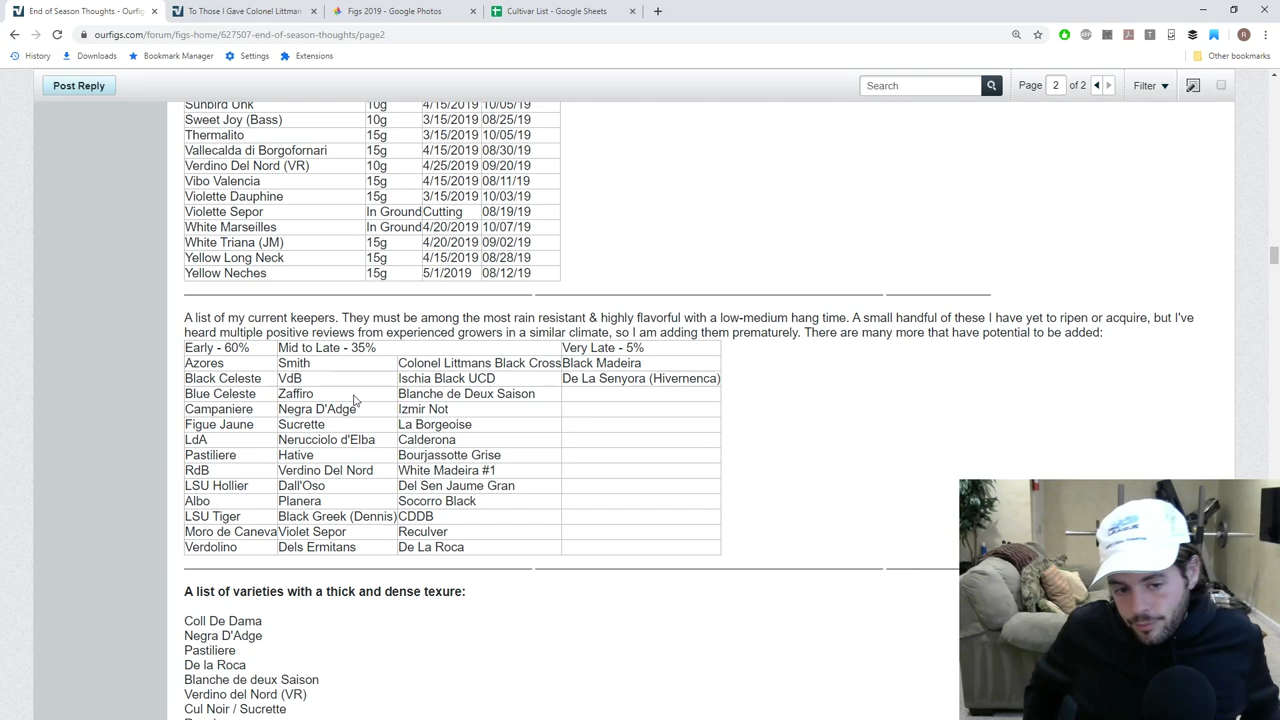 End of Season Thoughts - Ourfig
To Those I Gave Colonel Littman
Figs 2019 - Google Photos
Cultivar List - Google Sheets
ourfigs.com/forum/figs-home/627507-end-of-season-thoughts/page2
History Downloads Bookmark Manager Settings Extensions Other bookmarks
Post Reply Search Page 2 of 2 Filter
Sunbird Unk 10g 4/15/2019 10/05/19
Sweet Joy (Bass) 10g 3/15/2019 08/25/19
Thermalito 15g 3/15/2019 10/05/19
Vallecalda di Borgofornari 15g 4/15/2019 08/30/19
Verdino Del Nord (VR) 10g 4/25/2019 09/20/19
Vibo Valencia 15g 4/15/2019 08/11/19
Violette Dauphine 15g 3/15/2019 10/03/19
Violette Sepor In Ground Cutting 08/19/19
White Marseilles In Ground 4/20/2019 10/07/19
White Triana (JM) 15g 4/20/2019 09/02/19
Yellow Long Neck 15g 4/15/2019 08/28/19
Yellow Neches 15g 5/1/2019 08/12/19
A list of my current keepers. They must be among the most rain resistant & highly flavorful with a low-medium hang time. A small handful of these I have yet to ripen or acquire, but I've
heard multiple positive reviews from experienced growers in a similar climate, so I am adding them prematurely. There are many more that have potential to be added:
Early - 60% Mid to Late - 35% Very Late - 5%
Azores Smith Colonel Littmans Black Cross Black Madeira
Black Celeste VdB Ischia Black UCD De La Senyora (Hivernenca)
Blue Celeste Zaffiro Blanche de Deux Saison
Campaniere Negra D'Adge Izmir Not
Figue Jaune Sucrette La Borgeoise
LdA Nerucciolo d'Elba Calderona
Pastiliere Hative Bourjassotte Grise
RdB Verdino Del Nord White Madeira #1
LSU Hollier Dall'Oso Del Sen Jaume Gran
Albo Planera Socorro Black
LSU Tiger Black Greek (Dennis) CDDB
Moro de Caneva Violet Sepor Reculver
Verdolino Dels Ermitans De La Roca
A list of varieties with a thick and dense texure:
Coll De Dama
Negra D'Adge
Pastiliere
De la Roca
Blanche de deux Saison
Verdino del Nord (VR)
Cul Noir / Sucrette